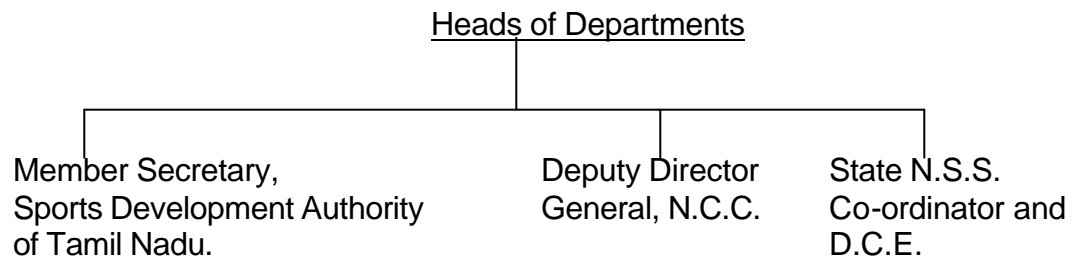 Heads of Departments
Member Secretary,
Sports Development Authority
of Tamil Nadu.
Deputy Director
General, N.C.C.
State N.S.S.
Co-ordinator and
D.C.E.